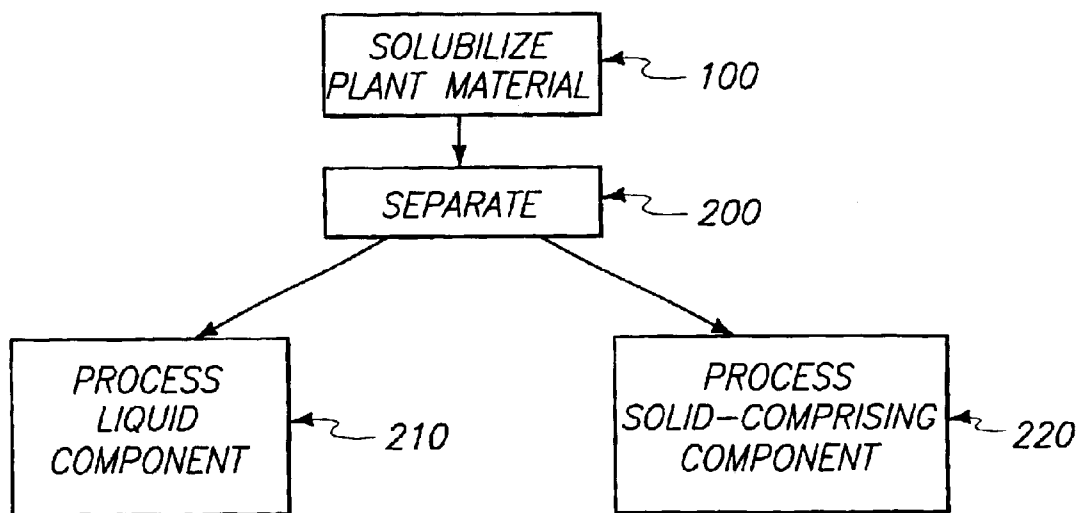 SOLUBILIZE
PLANT MATERIAL
100
SEPARATE
200
PROCESS
LIQUID
COMPONENT
210
PROCESS
SOLID-COMPRISING
COMPONENT
220